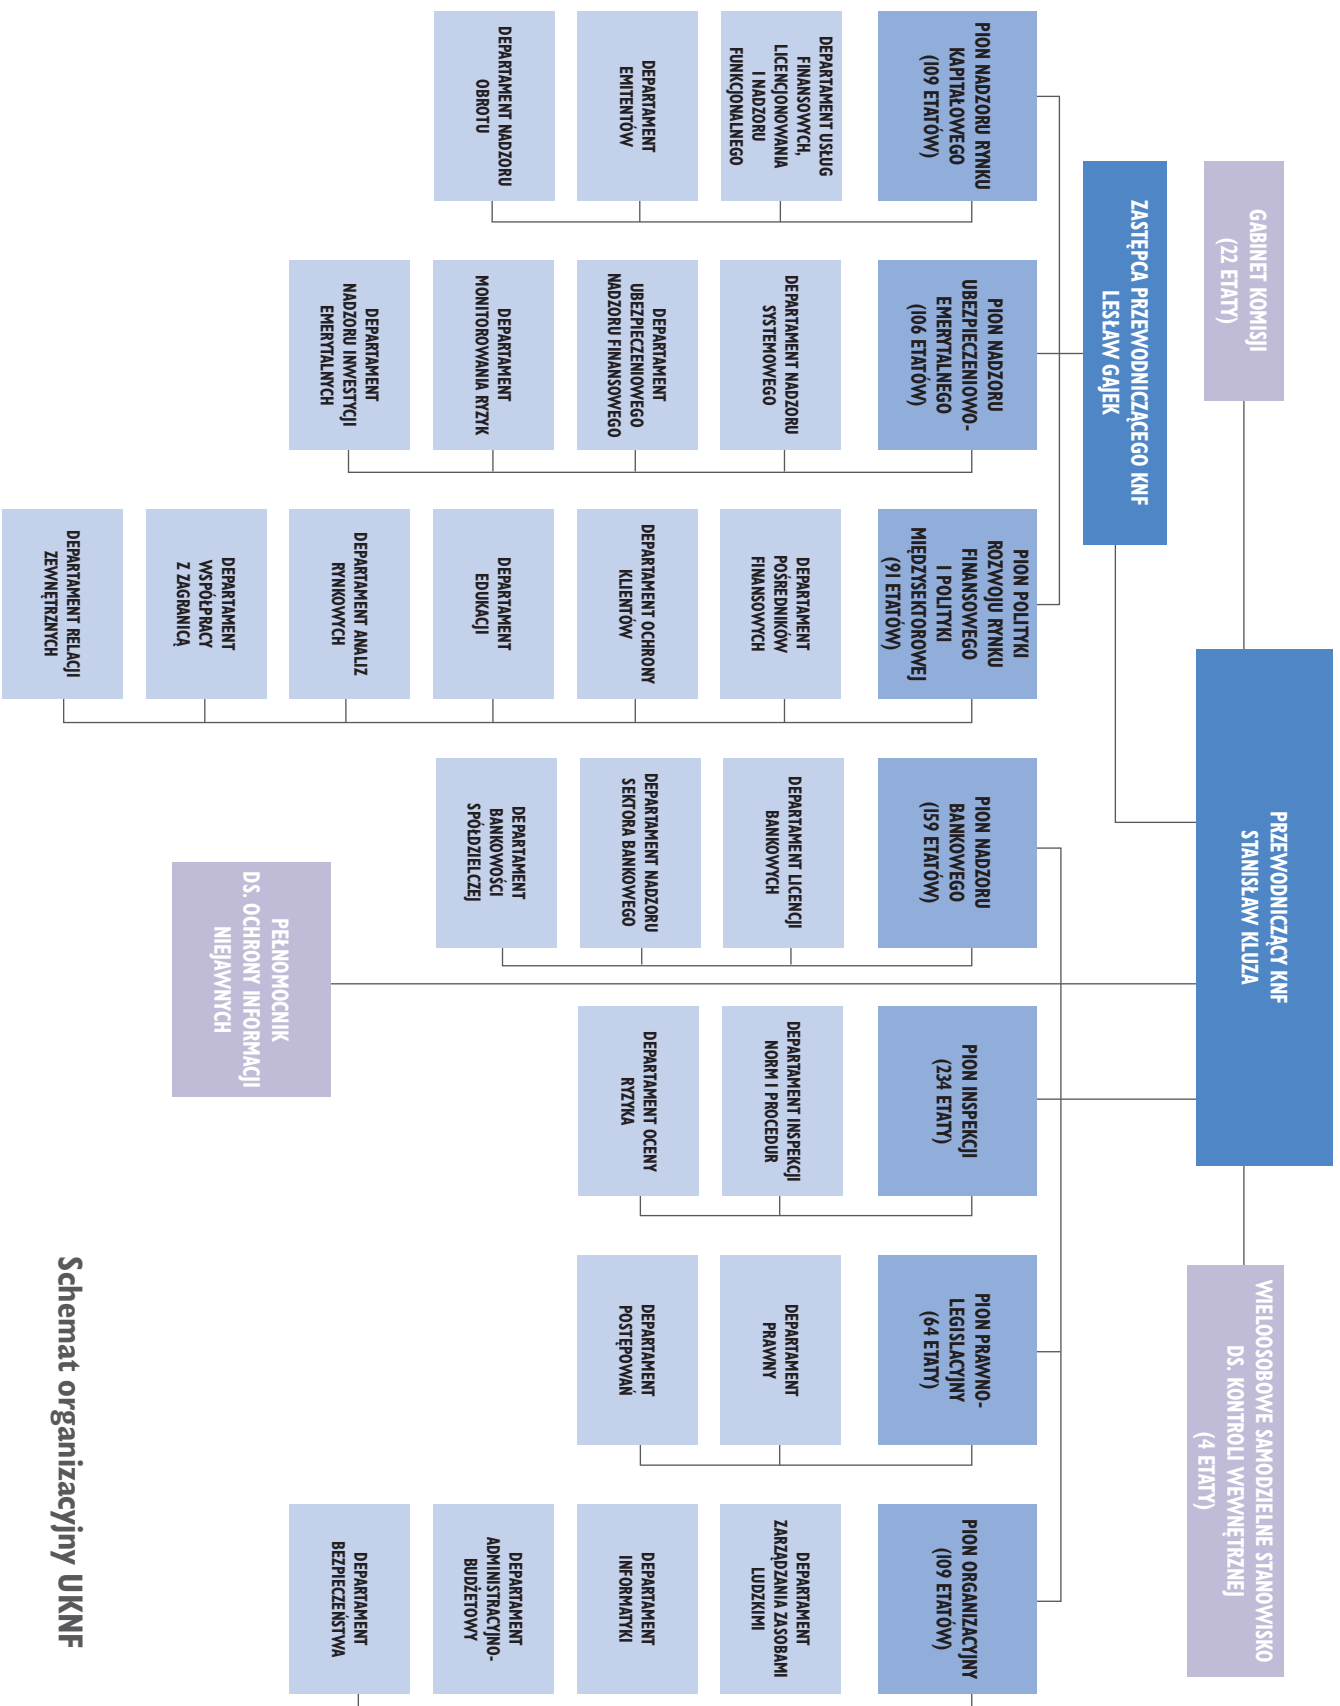 Schemat organizacyjny UKNF
PRZEWODNICZĄCY KNF
STANISŁAW KLUZA
GABINET KOMISJI
(22 ETATY)
WIELOOSOBOWE SAMODZIELNE STANOWISKO
DS. KONTROLI WEWNĘTRZNEJ
(4 ETATY)
ZASTĘPCA PRZEWODNICZĄCEGO KNF
LESŁAW GAJEK
PION NADZORU RYNKU
KAPITAŁOWEGO
(109 ETATÓW)
DEPARTAMENT USŁUG
FINANSOWYCH,
LICENCJONOWANIA
I NADZORU
FUNKCJONALNEGO
DEPARTAMENT
EMITENTÓW
DEPARTAMENT NADZORU
OBROTU
PION NADZORU
UBEZPIECZENIOWO-
EMERYTALNEGO
(106 ETATÓW)
DEPARTAMENT NADZORU
SYSTEMOWEGO
DEPARTAMENT
UBEZPIECZENIOWEGO
NADZORU FINANSOWEGO
DEPARTAMENT
MONITOROWANIA RYZYK
DEPARTAMENT
NADZORU INWESTYCJI
EMERYTALNYCH
PION POLITYKI
ROZWOJU RYNKU
FINANSOWEGO
I POLITYKI
MIĘDZYSEKTOROWEJ
(91 ETATÓW)
DEPARTAMENT
POŚREDNIKÓW
FINANSOWYCH
DEPARTAMENT OCHRONY
KLIENTÓW
DEPARTAMENT
EDUKACJI
DEPARTAMENT ANALIZ
RYNKOWYCH
DEPARTAMENT
WSPÓŁPRACY
Z ZAGRANICĄ
DEPARTAMENT RELACJI
ZEWNĘTRZNYCH
PION NADZORU
BANKOWEGO
(159 ETATÓW)
DEPARTAMENT LICENCJI
BANKOWYCH
DEPARTAMENT NADZORU
SEKTORA BANKOWEGO
DEPARTAMENT
BANKOWOŚCI
SPÓŁDZIELCZEJ
PION INSPEKCJI
(234 ETATY)
DEPARTAMENT INSPEKCJI
NORM I PROCEDUR
DEPARTAMENT OCENY
RYZYKA
PION PRAWNO-
LEGISLACYJNY
(64 ETATY)
DEPARTAMENT
PRAWNY
DEPARTAMENT
POSTĘPOWAŃ
PION ORGANIZACYJNY
(109 ETATÓW)
DEPARTAMENT
ZARZĄDZANIA ZASOBAMI
LUDZKIMI
DEPARTAMENT
INFORMATYKI
DEPARTAMENT
ADMINISTRACYJNO-
BUDŻETOWY
DEPARTAMENT
BEZPIECZEŃSTWA
PEŁNOMOCNIK
DS. OCHRONY INFORMACJI
NIEJAWNYCH